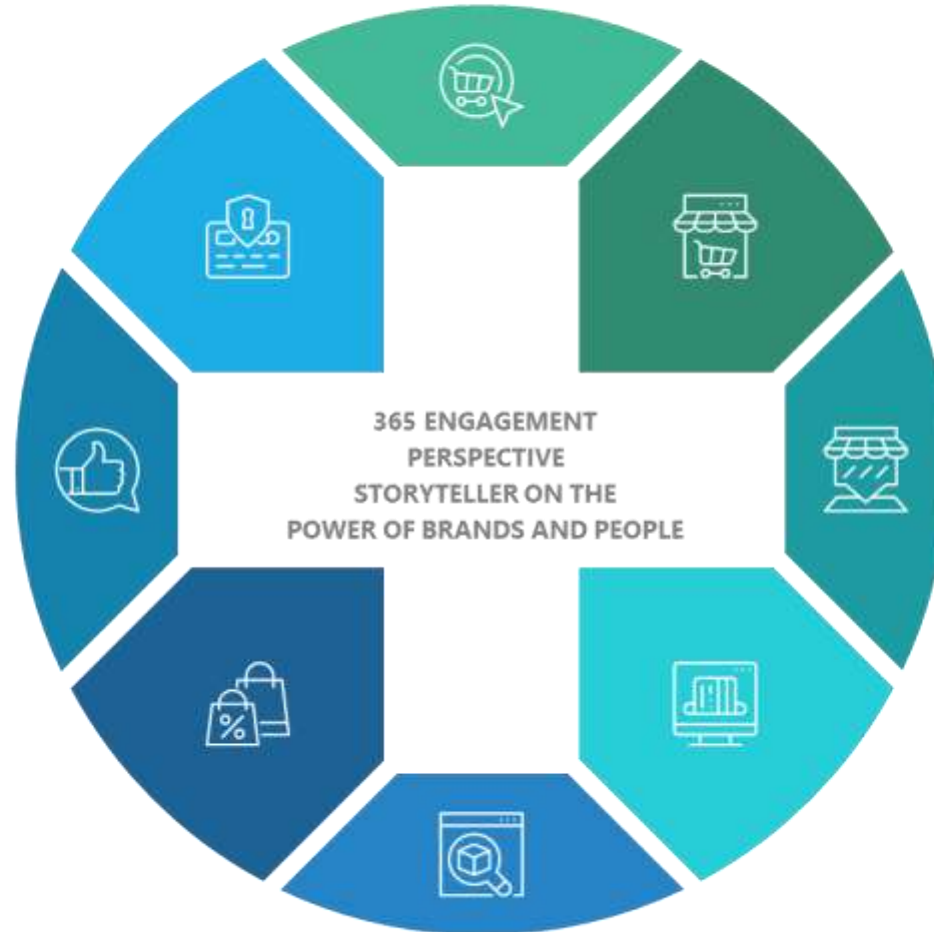 365 ENGAGEMENT
PERSPECTIVE
STORYTELLER ON THE
POWER OF BRANDS AND PEOPLE
%